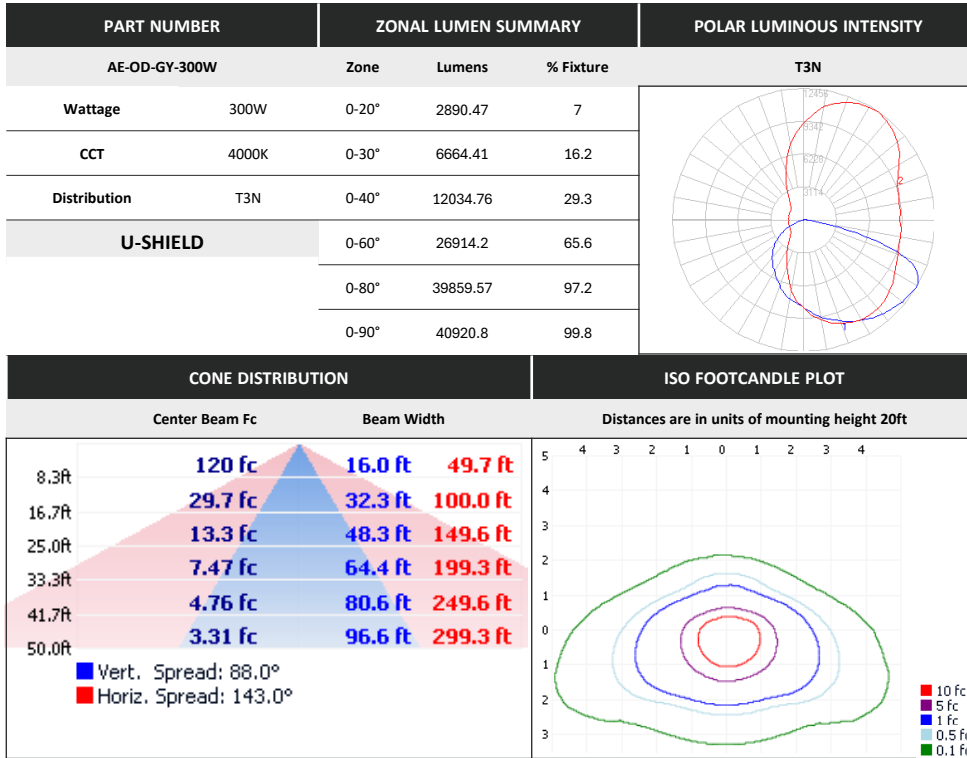 PART NUMBER
AE-OD-GY-300W
Wattage 300W
CCT 4000K
Distribution T3N
U-SHIELD
ZONAL LUMEN SUMMARY
Zone Lumens % Fixture
0-20° 2890.47 7
0-30° 6664.41 16.2
0-40° 12034.76 29.3
0-60° 26914.2 65.6
0-80° 39859.57 97.2
0-90° 40920.8 99.8
POLAR LUMINOUS INTENSITY
T3N
12456
9342
6228
3114
2
1
CONE DISTRIBUTION
Center Beam Fc Beam Width
8.3ft 120 fc 16.0 ft 49.7 ft
16.7ft 29.7 fc 32.3 ft 100.0 ft
25.0ft 13.3 fc 48.3 ft 149.6 ft
33.3ft 7.47 fc 64.4 ft 199.3 ft
41.7ft 4.76 fc 80.6 ft 249.6 ft
50.0ft 3.31 fc 96.6 ft 299.3 ft
Vert. Spread: 88.0°
Horiz. Spread: 143.0°
ISO FOOTCANDLE PLOT
Distances are in units of mounting height 20ft
4 3 2 1 0 1 2 3 4
5
4
3
2
1
0
1
2
3
10 fc
5 fc
1 fc
0.5 fc
0.1 fc